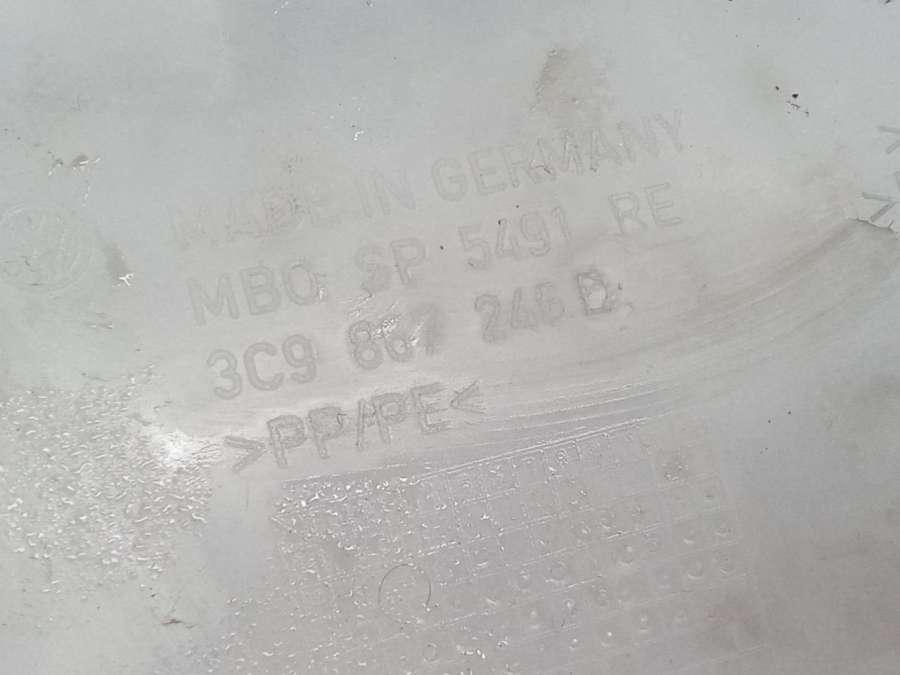 MADE IN GERMANY
MBO SP 5491 RE
3C9 867 246 B
>PP/PE<